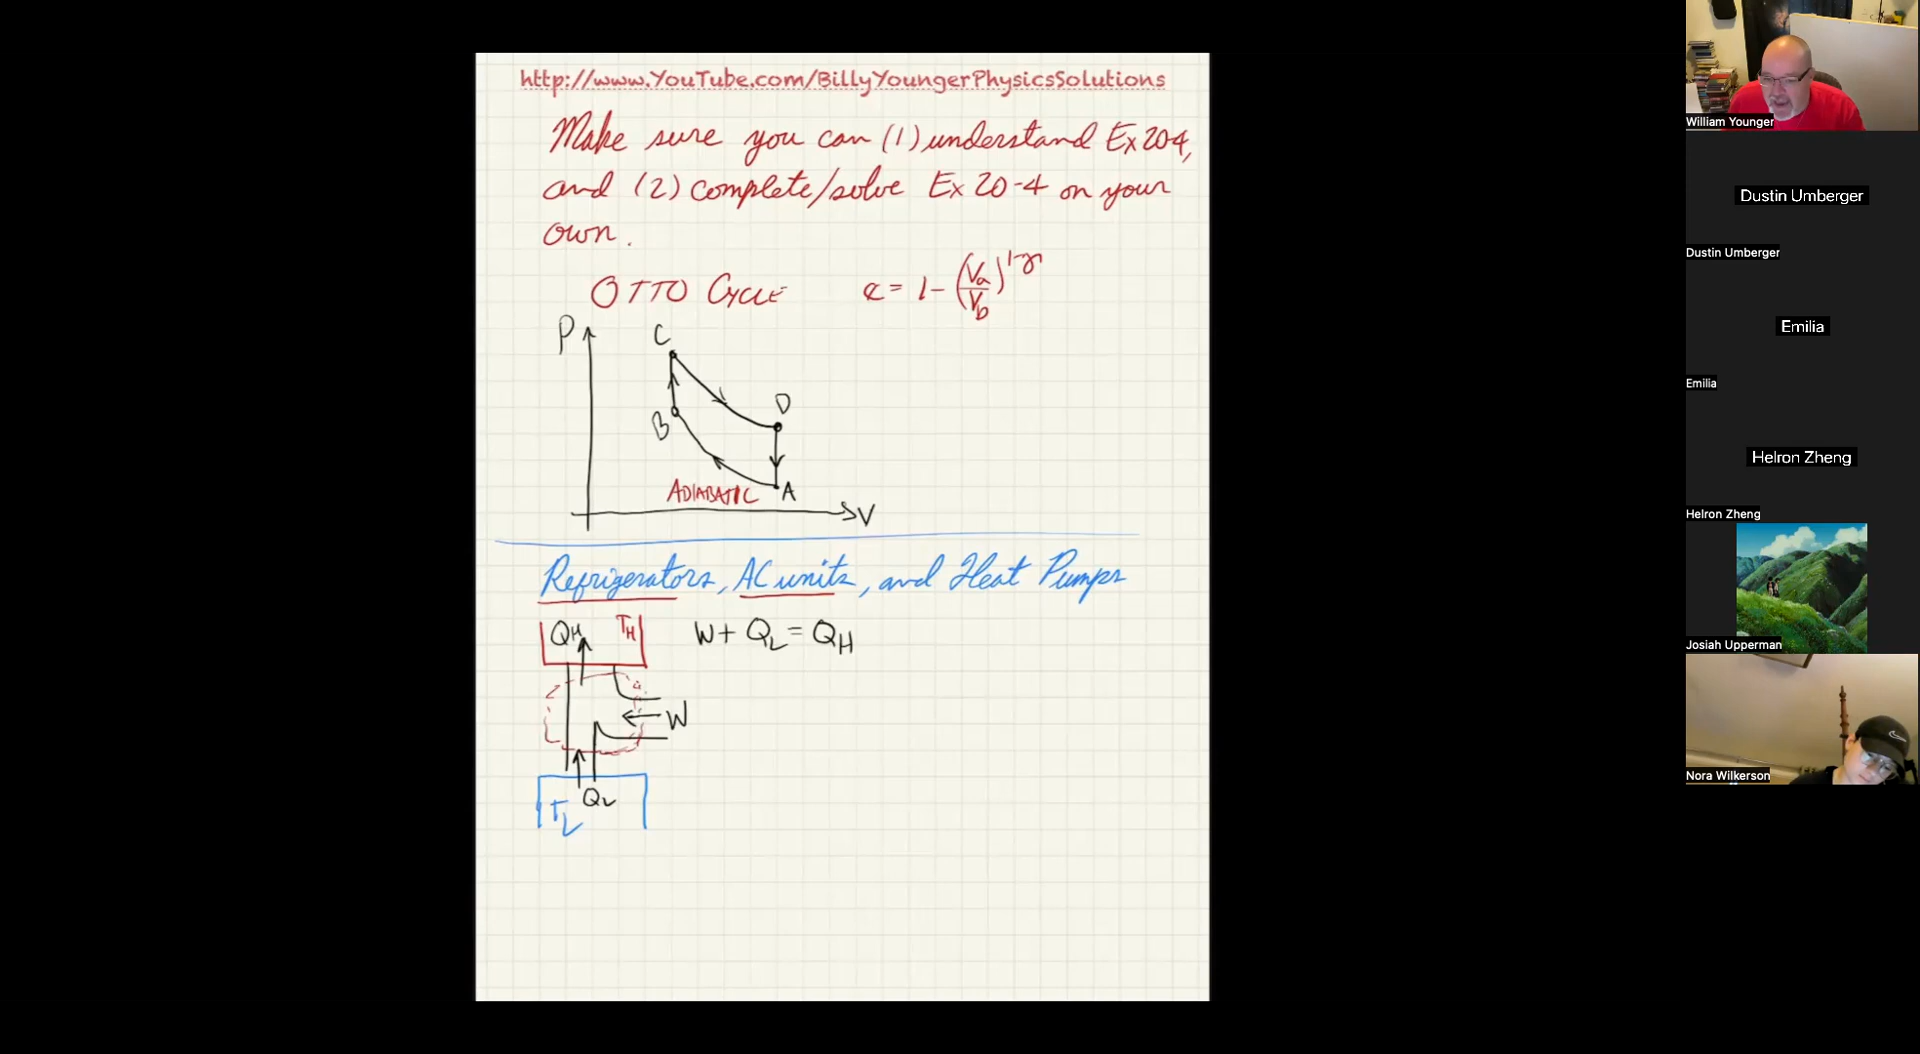 http://www.YouTube.com/BillyYoungerPhysicsSolutions
Make sure you can (1) understand Ex 20-4,
and (2) complete/solve Ex 20-4 on your
own.
OTTO CYCLE e = 1 - (Va/Vb)^1-γ
P
C
D
B
ADIABATIC A
V
Refrigerators, AC units, and Heat Pumps
QH TH W + QL = QH
W
TL QL
William Younger
Dustin Umberger
Dustin Umberger
Emilia
Emilia
Helron Zheng
Helron Zheng
Josiah Upperman
Nora Wilkerson